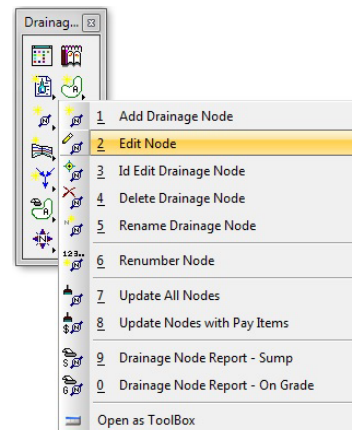 Drainag...
1 Add Drainage Node
2 Edit Node
3 Id Edit Drainage Node
4 Delete Drainage Node
5 Rename Drainage Node
6 Renumber Node
7 Update All Nodes
8 Update Nodes with Pay Items
9 Drainage Node Report - Sump
0 Drainage Node Report - On Grade
Open as ToolBox